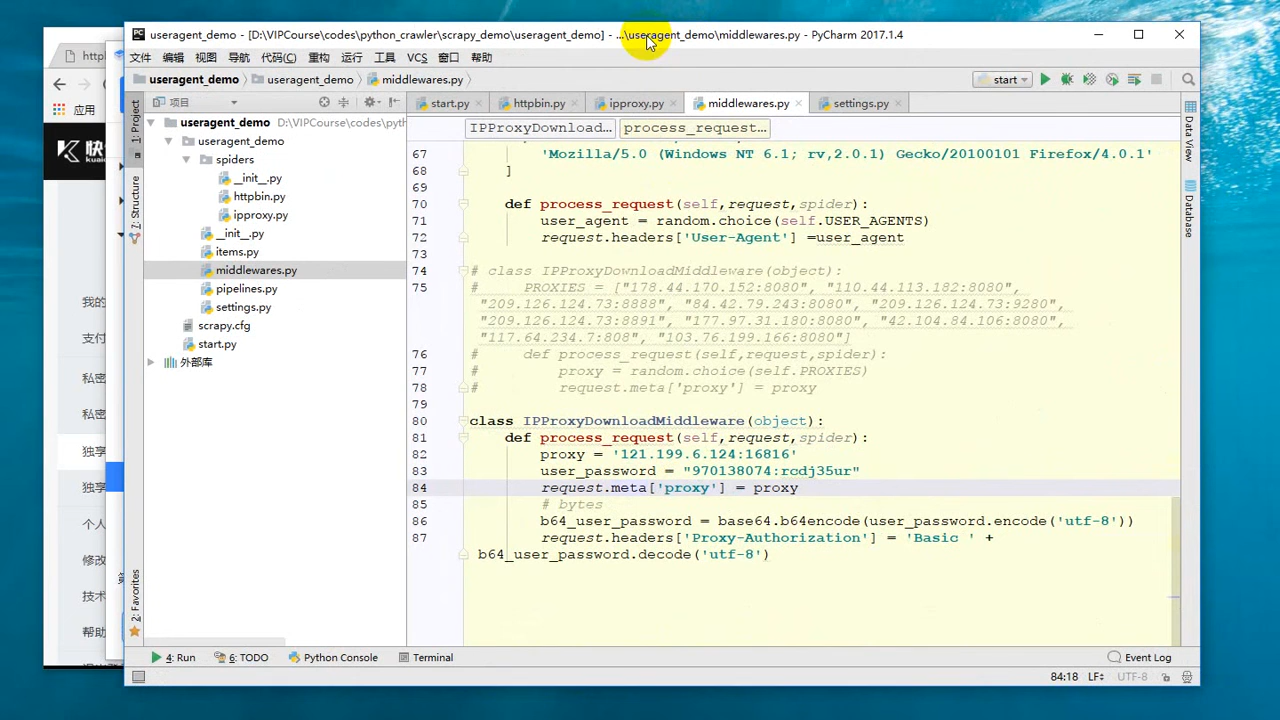 useragent_demo - [D:\VIPCourse\codes\python_crawler\scrapy_demo\useragent_demo] - ...\useragent_demo\middlewares.py - PyCharm 2017.1.4
文件 编辑 视图 导航 代码(C) 重构 运行 工具 VCS 窗口 帮助
useragent_demo useragent_demo middlewares.py start
项目 start.py httpbin.py ipproxy.py middlewares.py settings.py
IPProxyDownload... process_request...
useragent_demo D:\VIPCourse\codes\pyth
useragent_demo
spiders
__init__.py
httpbin.py
ipproxy.py
__init__.py
items.py
middlewares.py
pipelines.py
settings.py
scrapy.cfg
start.py
外部库
1: Project
7: Structure
2: Favorites
67 'Mozilla/5.0 (Windows NT 6.1; rv,2.0.1) Gecko/20100101 Firefox/4.0.1'
68 ]
69
70 def process_request(self,request,spider):
71 user_agent = random.choice(self.USER_AGENTS)
72 request.headers['User-Agent'] =user_agent
73
74 # class IPProxyDownloadMiddleware(object):
75 # PROXIES = ["178.44.170.152:8080", "110.44.113.182:8080",
"209.126.124.73:8888", "84.42.79.243:8080", "209.126.124.73:9280",
"209.126.124.73:8891", "177.97.31.180:8080", "42.104.84.106:8080",
"117.64.234.7:808", "103.76.199.166:8080"]
76 # def process_request(self,request,spider):
77 # proxy = random.choice(self.PROXIES)
78 # request.meta['proxy'] = proxy
79
80 class IPProxyDownloadMiddleware(object):
81 def process_request(self,request,spider):
82 proxy = '121.199.6.124:16816'
83 user_password = "970138074:rcdj35ur"
84 request.meta['proxy'] = proxy
85 # bytes
86 b64_user_password = base64.b64encode(user_password.encode('utf-8'))
87 request.headers['Proxy-Authorization'] = 'Basic ' +
b64_user_password.decode('utf-8')
Data View
Database
4: Run 6: TODO Python Console Terminal Event Log
84:18 LF UTF-8
httpl
应用
快
kuaic
我的
支付
私密
私密
独享
独享
个人
修改
技术
帮助